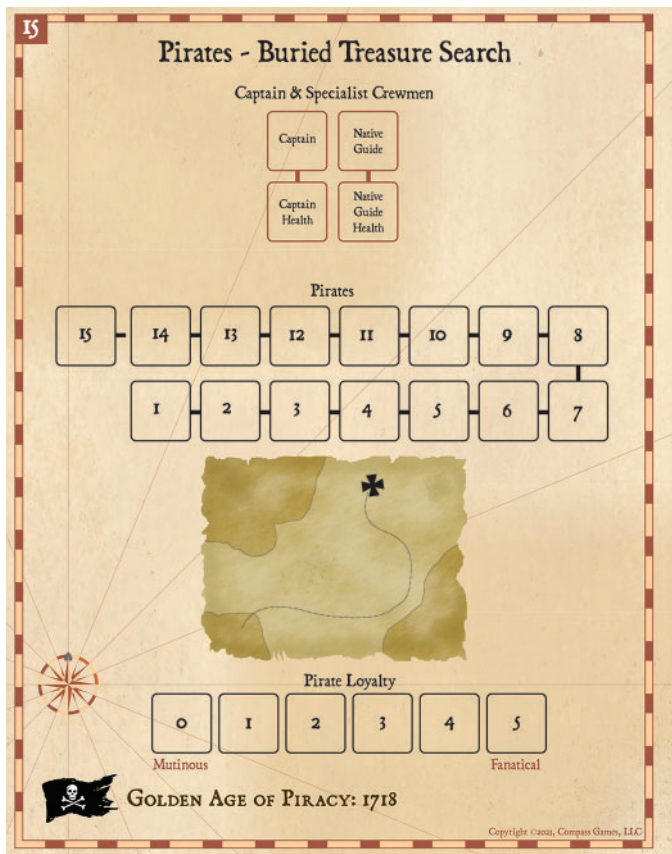 15
Pirates - Buried Treasure Search
Captain & Specialist Crewmen
Captain
Native
Guide
Captain
Health
Native
Guide
Health
Pirates
15 14 13 12 11 10 9 8
1 2 3 4 5 6 7
Pirate Loyalty
0 1 2 3 4 5
Mutinous Fanatical
Golden Age of Piracy: 1718
Copyright ©2021, Compass Games, LLC